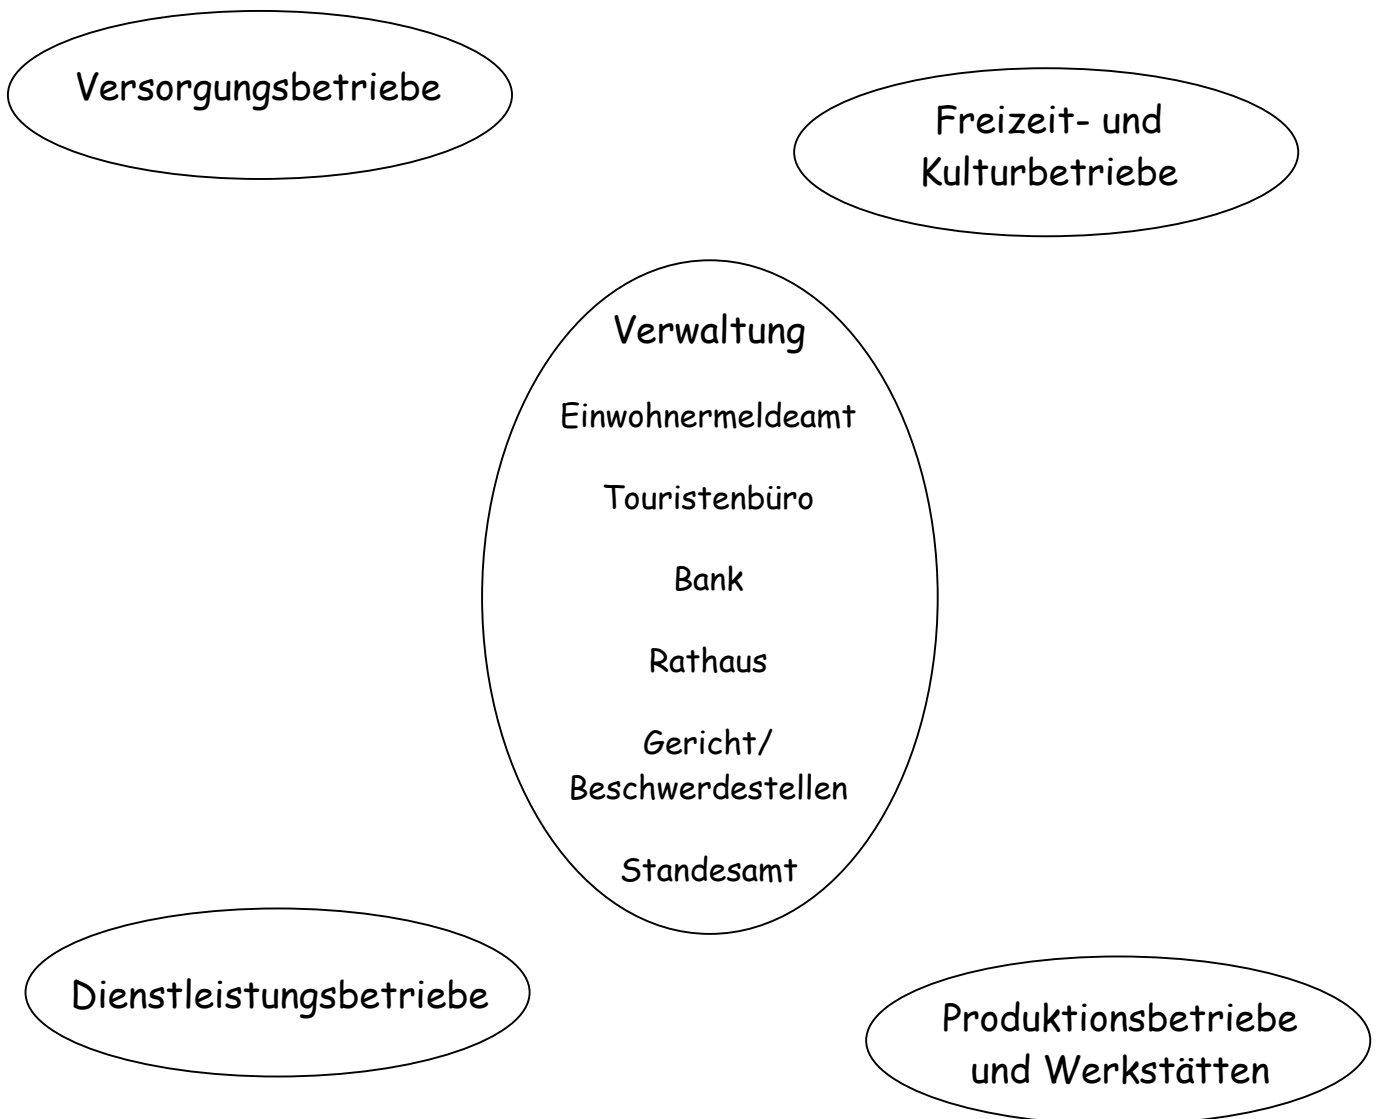 Versorgungsbetriebe
Freizeit- und
Kulturbetriebe
Verwaltung
Einwohnermeldeamt
Touristenbüro
Bank
Rathaus
Gericht/
Beschwerdestellen
Standesamt
Dienstleistungsbetriebe
Produktionsbetriebe
und Werkstätten